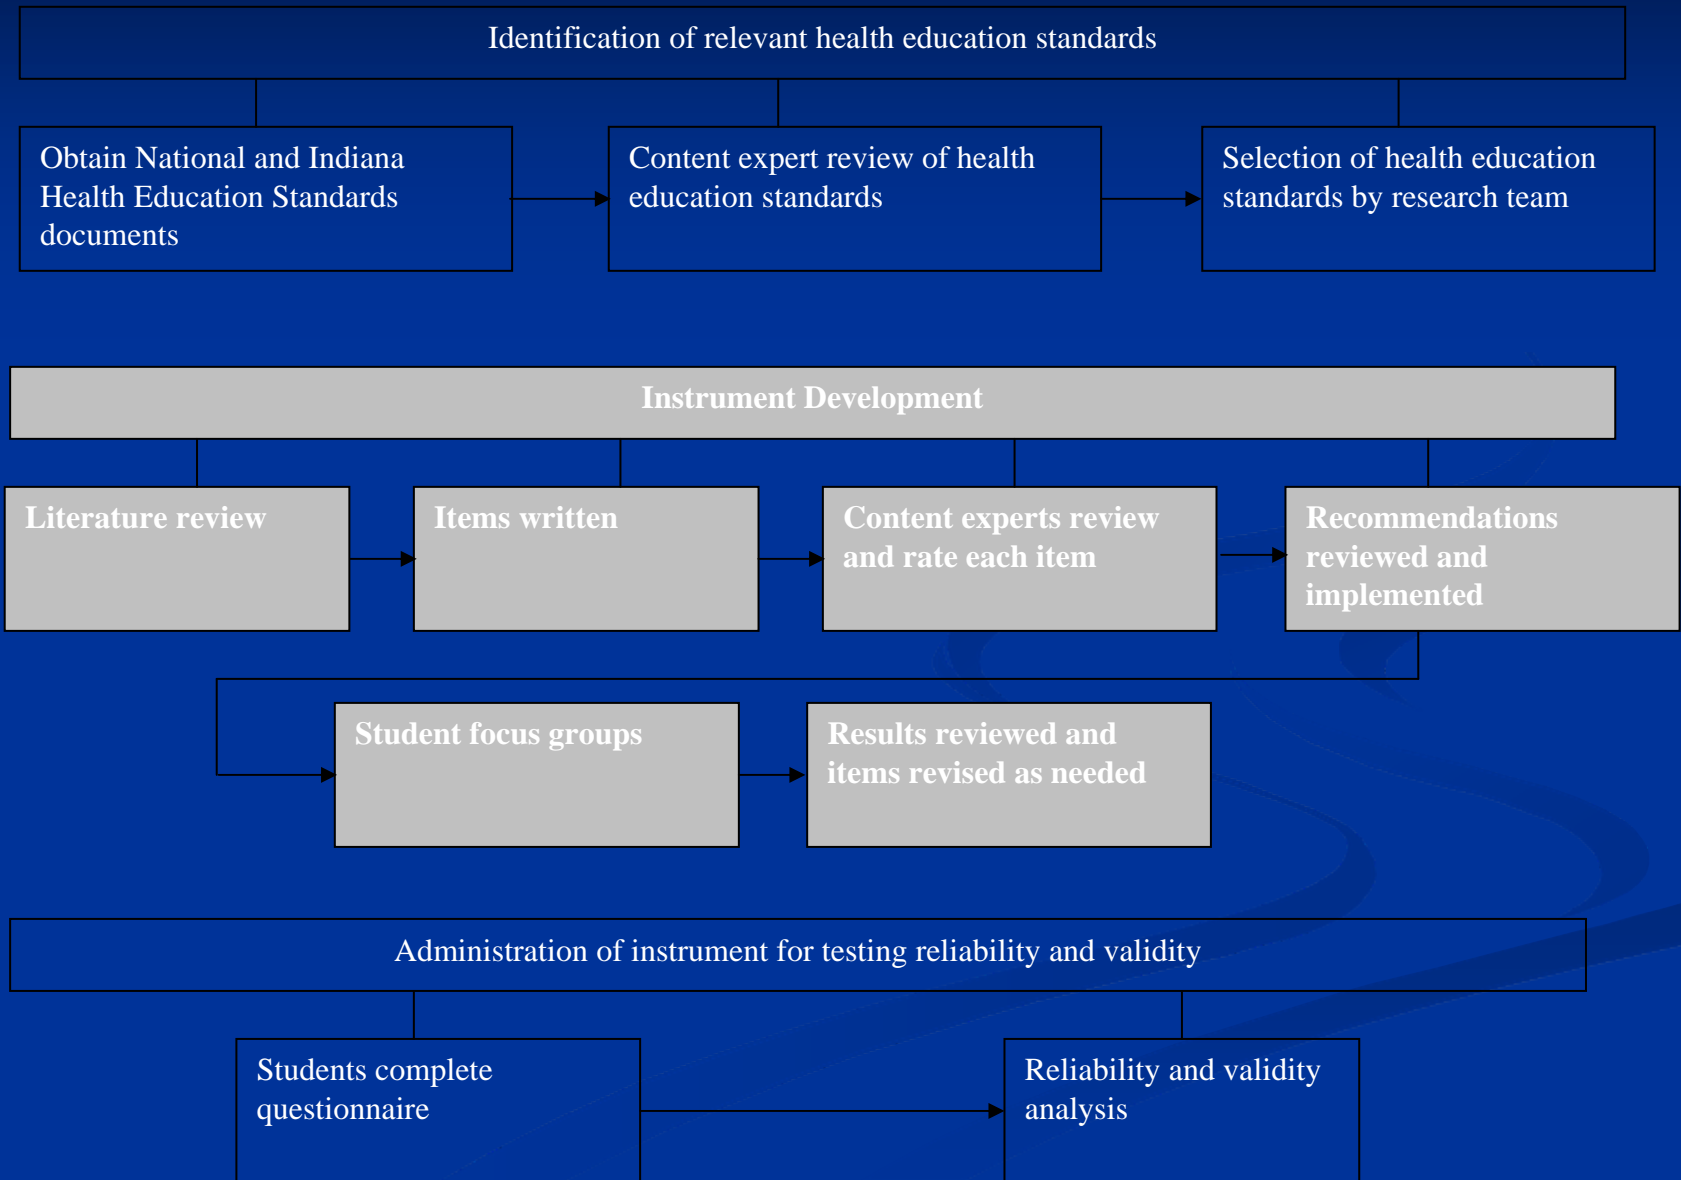 Identification of relevant health education standards
Obtain National and Indiana
Health Education Standards
documents
Content expert review of health
education standards
Selection of health education
standards by research team
Instrument Development
Literature review
Items written
Content experts review
and rate each item
Recommendations
reviewed and
implemented
Student focus groups
Results reviewed and
items revised as needed
Administration of instrument for testing reliability and validity
Students complete
questionnaire
Reliability and validity
analysis